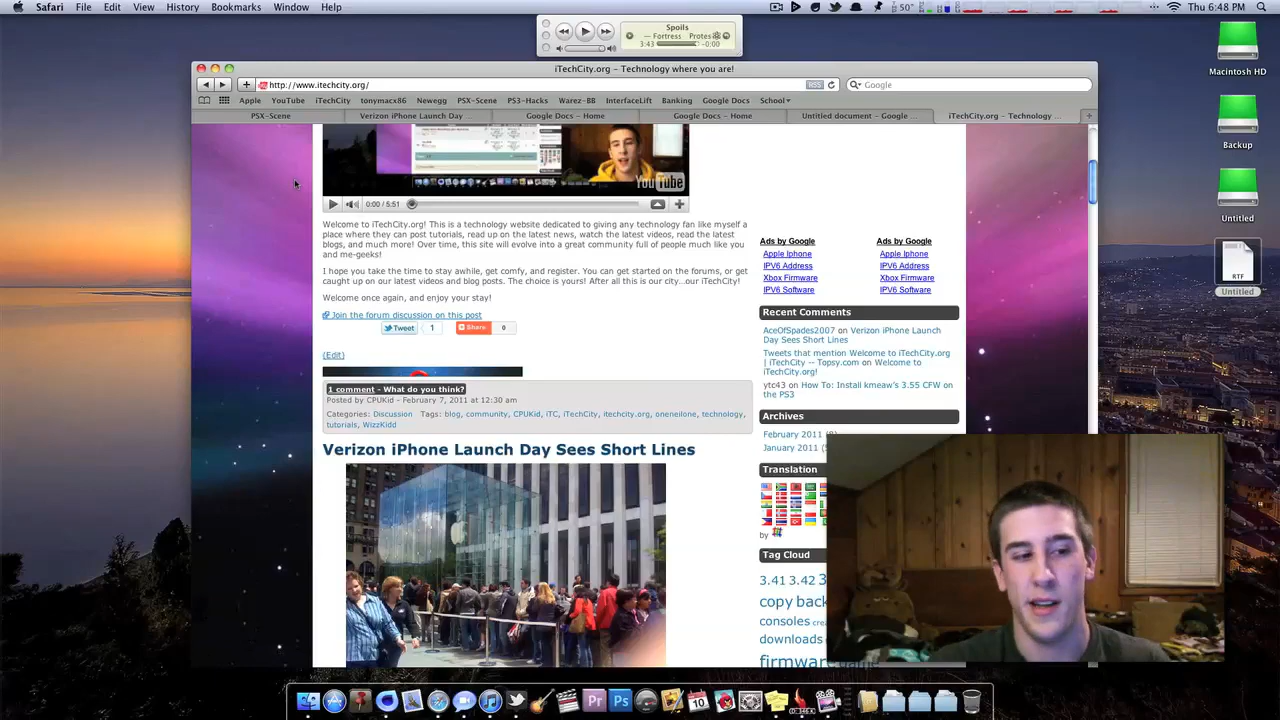 Safari File Edit View History Bookmarks Window Help
50° Thu 6:48 PM
Spoils
— Fortress Protes
3:43 -0:00
Macintosh HD
iTechCity.org - Technology where you are!
http://www.itechcity.org/ RSS Google
Apple YouTube iTechCity tonymacx86 Newegg PSX-Scene PS3-Hacks Warez-BB InterfaceLift Banking Google Docs School
PSX-Scene Verizon iPhone Launch Day ... Google Docs - Home Google Docs - Home Untitled document - Google ... iTechCity.org - Technology ...
Backup
YouTube
0:00 / 5:51
Welcome to iTechCity.org! This is a technology website dedicated to giving any technology fan like myself a
place where they can post tutorials, read up on the latest news, watch the latest videos, read the latest
blogs, and much more! Over time, this site will evolve into a great community full of people much like you
and me-geeks!
I hope you take the time to stay awhile, get comfy, and register. You can get started on the forums, or get
caught up on our latest videos and blog posts. The choice is yours! After all this is our city...our iTechCity!
Welcome once again, and enjoy your stay!
Join the forum discussion on this post
Tweet 1 Share 0
(Edit)
1 comment - What do you think?
Posted by CPUKid - February 7, 2011 at 12:30 am
Categories: Discussion Tags: blog, community, CPUKid, iTC, iTechCity, itechcity.org, oneneilone, technology,
tutorials, WizzKidd
Verizon iPhone Launch Day Sees Short Lines
Ads by Google Ads by Google
Apple Iphone Apple Iphone
IPV6 Address IPV6 Address
Xbox Firmware Xbox Firmware
IPV6 Software IPV6 Software
Recent Comments
AceOfSpades2007 on Verizon iPhone Launch
Day Sees Short Lines
Tweets that mention Welcome to iTechCity.org
| iTechCity -- Topsy.com on Welcome to
iTechCity.org!
ytc43 on How To: Install kmeaw's 3.55 CFW on
the PS3
Archives
February 2011
January 2011
Translation
by
Tag Cloud
3.41 3.42
copy back
consoles
downloads
firmware game
Untitled
RTF
Untitled
10
Pr
Ps